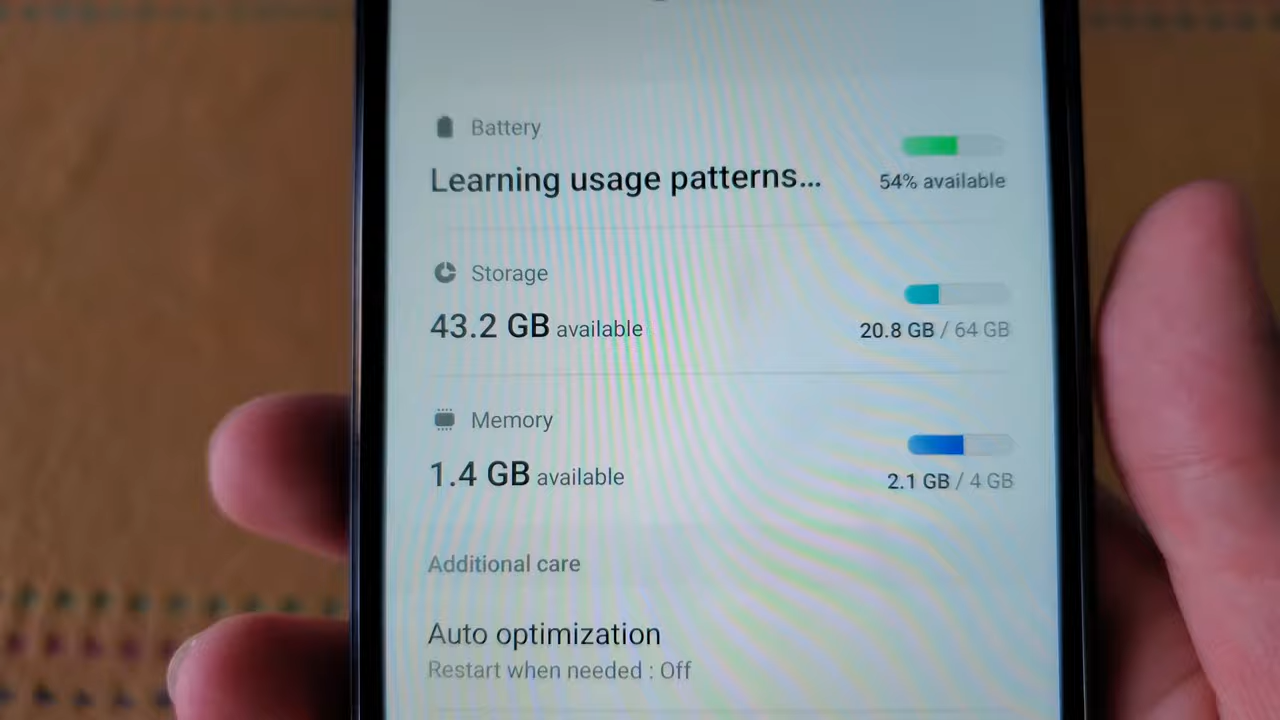 Battery
Learning usage patterns...
54% available
Storage
43.2 GB available
20.8 GB / 64 GB
Memory
1.4 GB available
2.1 GB / 4 GB
Additional care
Auto optimization
Restart when needed : Off